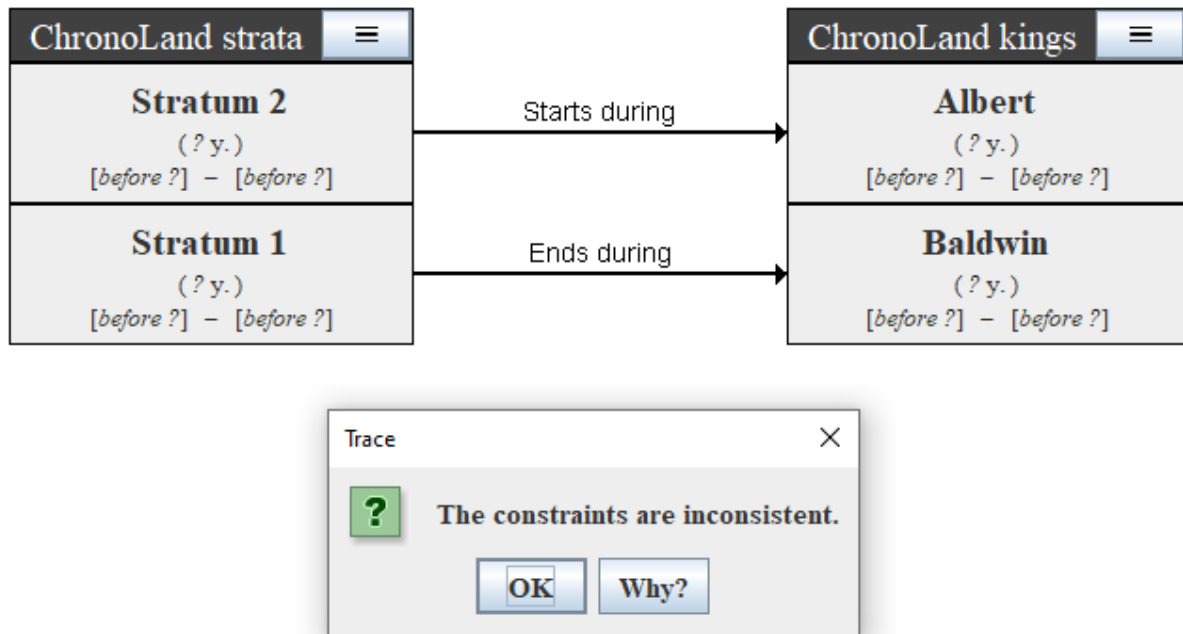 ChronoLand strata ≡
Stratum 2
( ? y.)
[before ?] – [before ?]
Stratum 1
( ? y.)
[before ?] – [before ?]
Starts during
Ends during
ChronoLand kings ≡
Albert
( ? y.)
[before ?] – [before ?]
Baldwin
( ? y.)
[before ?] – [before ?]
Trace
? The constraints are inconsistent.
OK Why?